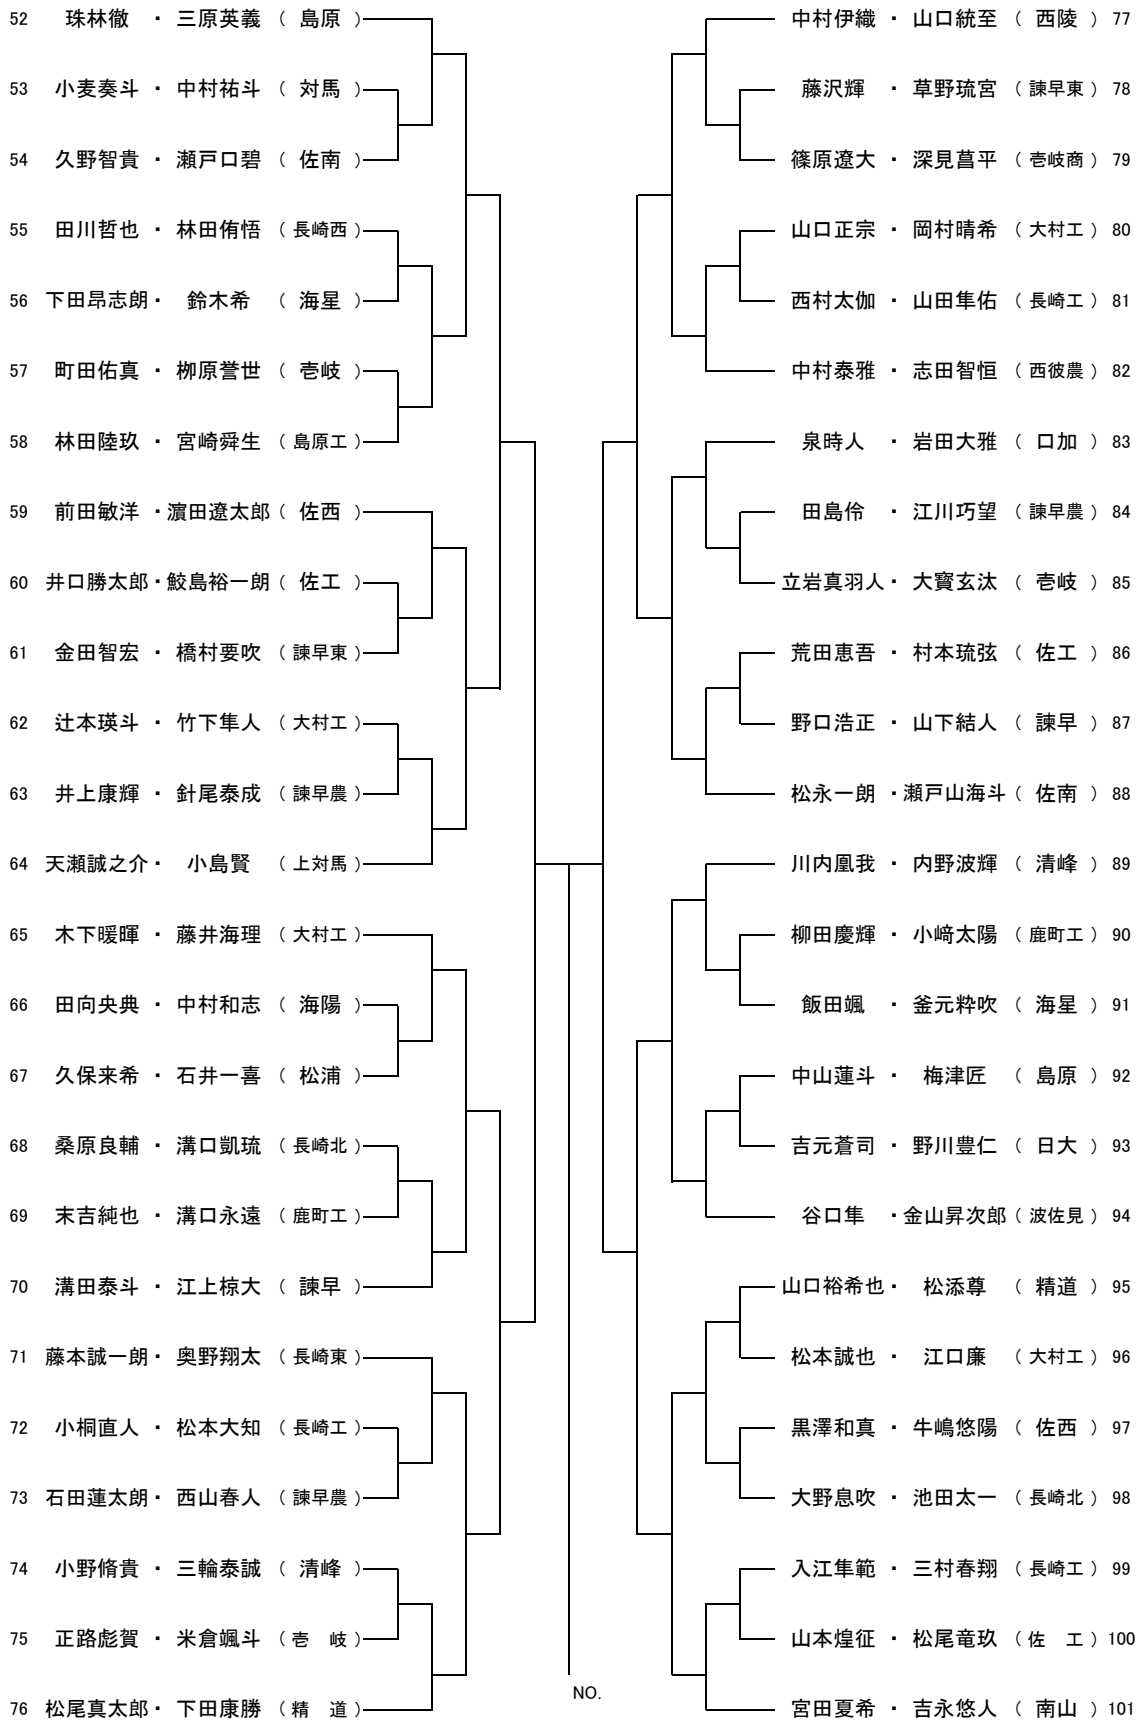 52 珠林徹 ・ 三原英義 （ 島原 ）
53 小麦奏斗 ・ 中村祐斗 （ 対馬 ）
54 久野智貴 ・ 瀬戸口碧 （ 佐南 ）
55 田川哲也 ・ 林田侑悟 （ 長崎西 ）
56 下田昂志朗 ・ 鈴木希 （ 海星 ）
57 町田佑真 ・ 栁原誉世 （ 壱岐 ）
58 林田陸玖 ・ 宮崎舜生 （ 島原工 ）
59 前田敏洋 ・ 濵田遼太郎 （ 佐西 ）
60 井口勝太郎 ・ 鮫島裕一朗 （ 佐工 ）
61 金田智宏 ・ 橋村要吹 （ 諫早東 ）
62 辻本瑛斗 ・ 竹下隼人 （ 大村工 ）
63 井上康輝 ・ 針尾泰成 （ 諫早農 ）
64 天瀬誠之介 ・ 小島賢 （ 上対馬 ）
65 木下暖暉 ・ 藤井海理 （ 大村工 ）
66 田向央典 ・ 中村和志 （ 海陽 ）
67 久保来希 ・ 石井一喜 （ 松浦 ）
68 桑原良輔 ・ 溝口凱琉 （ 長崎北 ）
69 末吉純也 ・ 溝口永遠 （ 鹿町工 ）
70 溝田泰斗 ・ 江上椋大 （ 諫早 ）
71 藤本誠一朗 ・ 奥野翔太 （ 長崎東 ）
72 小桐直人 ・ 松本大知 （ 長崎工 ）
73 石田蓮太朗 ・ 西山春人 （ 諫早農 ）
74 小野脩貴 ・ 三輪泰誠 （ 清峰 ）
75 正路彪賀 ・ 米倉颯斗 （ 壱 岐 ）
76 松尾真太郎 ・ 下田康勝 （ 精 道 ）
中村伊織 ・ 山口統至 （ 西陵 ） 77
藤沢輝 ・ 草野琉宮 （ 諫早東 ） 78
篠原遼大 ・ 深見菖平 （ 壱岐商 ） 79
山口正宗 ・ 岡村晴希 （ 大村工 ） 80
西村太伽 ・ 山田隼佑 （ 長崎工 ） 81
中村泰雅 ・ 志田智恒 （ 西彼農 ） 82
泉時人 ・ 岩田大雅 （ 口加 ） 83
田島伶 ・ 江川巧望 （ 諫早農 ） 84
立岩真羽人 ・ 大寳玄汰 （ 壱岐 ） 85
荒田恵吾 ・ 村本琉弦 （ 佐工 ） 86
野口浩正 ・ 山下結人 （ 諫早 ） 87
松永一朗 ・ 瀬戸山海斗 （ 佐南 ） 88
川内凰我 ・ 内野波輝 （ 清峰 ） 89
柳田慶輝 ・ 小﨑太陽 （ 鹿町工 ） 90
飯田颯 ・ 釜元粋吹 （ 海星 ） 91
中山蓮斗 ・ 梅津匠 （ 島原 ） 92
吉元蒼司 ・ 野川豊仁 （ 日大 ） 93
谷口隼 ・ 金山昇次郎 （ 波佐見 ） 94
山口裕希也 ・ 松添尊 （ 精道 ） 95
松本誠也 ・ 江口廉 （ 大村工 ） 96
黒澤和真 ・ 牛嶋悠陽 （ 佐西 ） 97
大野息吹 ・ 池田太一 （ 長崎北 ） 98
入江隼範 ・ 三村春翔 （ 長崎工 ） 99
山本煌征 ・ 松尾竜玖 （ 佐 工 ） 100
宮田夏希 ・ 吉永悠人 （ 南山 ） 101
NO.